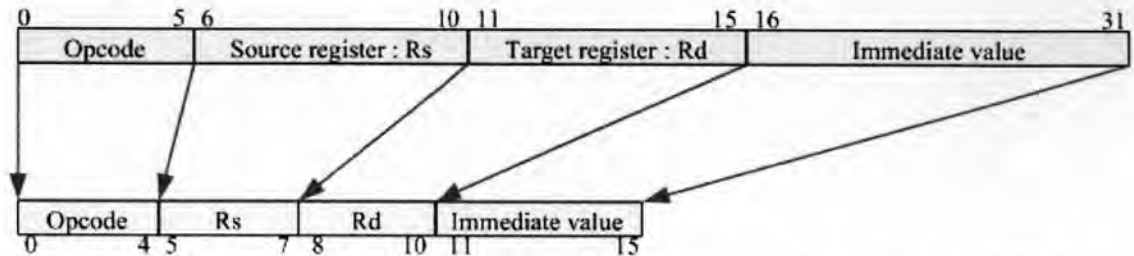 0 5 6 10 11 15 16 31
Opcode Source register : Rs Target register : Rd Immediate value
Opcode Rs Rd Immediate value
0 4 5 7 8 10 11 15